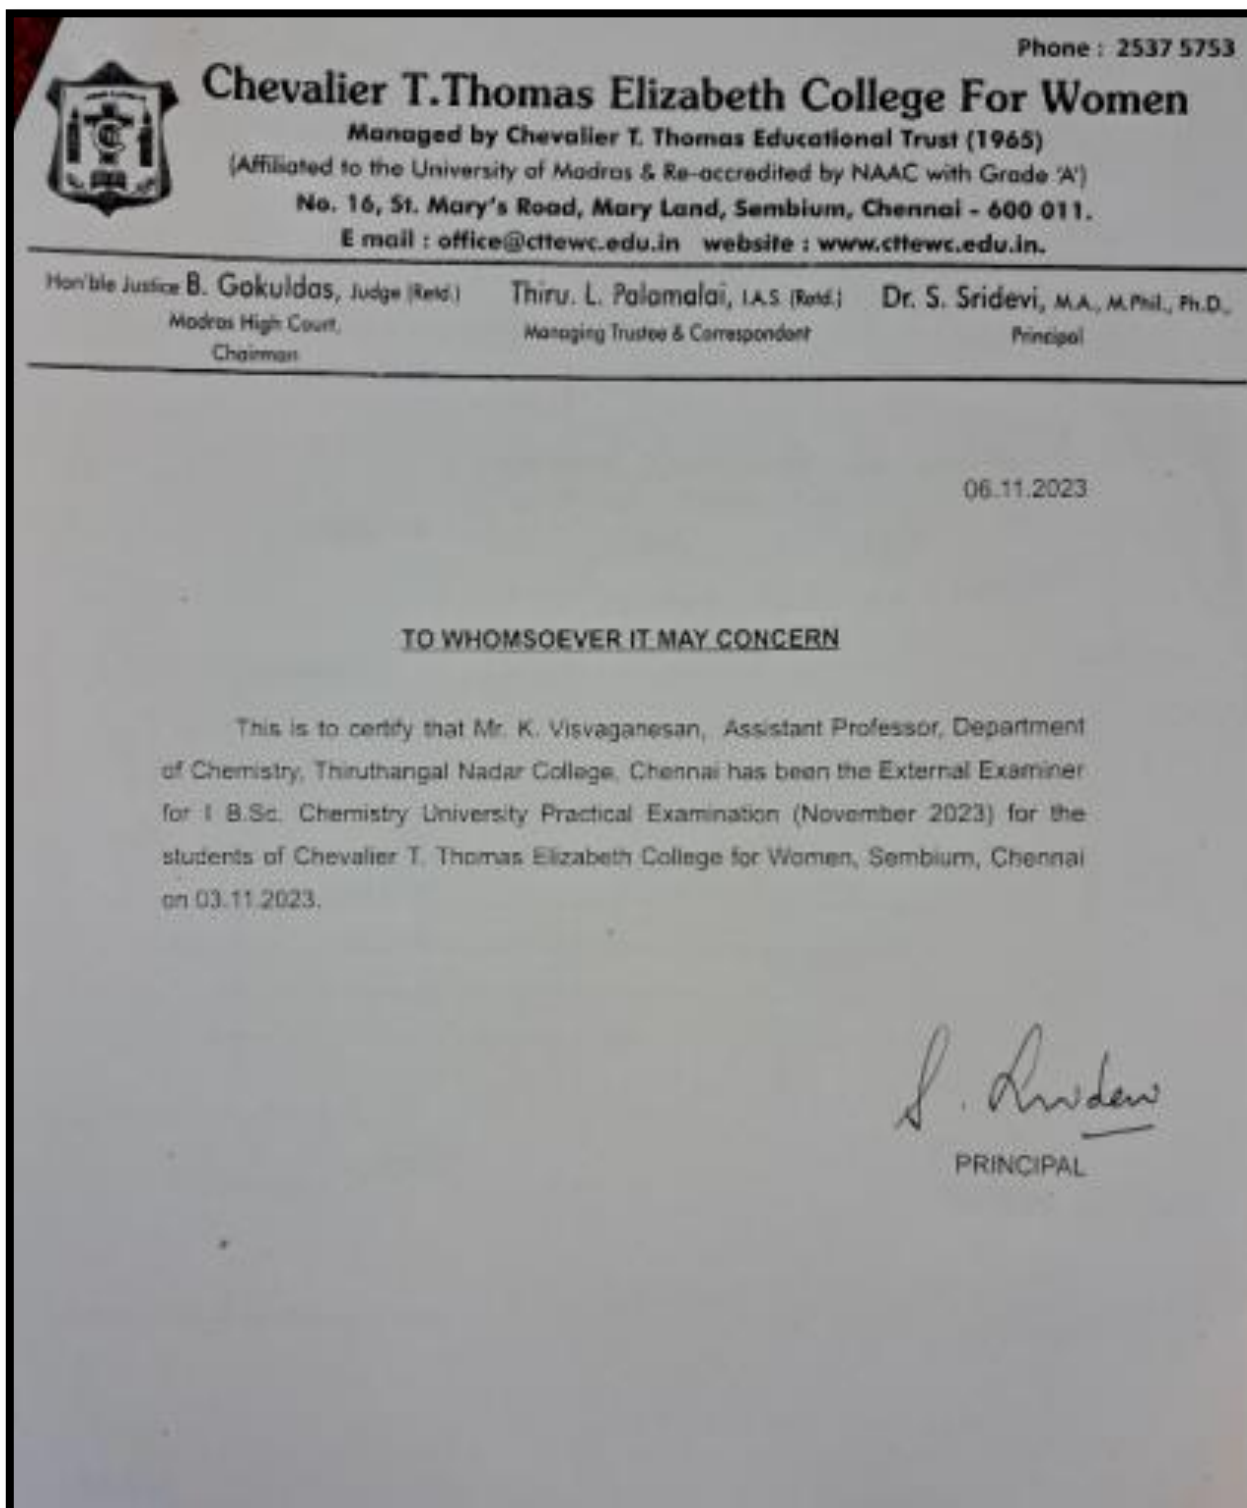 Phone : 2537 5753
Chevalier T.Thomas Elizabeth College For Women
Managed by Chevalier T. Thomas Educational Trust (1965)
(Affiliated to the University of Madras & Re-accredited by NAAC with Grade 'A')
No. 16, St. Mary's Road, Mary Land, Sembium, Chennai - 600 011.
E mail : office@cttewc.edu.in website : www.cttewc.edu.in.
Hon'ble Justice B. Gokuldas, Judge (Retd.) Thiru. L. Palamalai, I.A.S. (Retd.) Dr. S. Sridevi, M.A., M.Phil., Ph.D.,
Madras High Court, Managing Trustee & Correspondent Principal
Chairman
06.11.2023
TO WHOMSOEVER IT MAY CONCERN
This is to certify that Mr. K. Visvaganesan, Assistant Professor, Department
of Chemistry, Thiruthangal Nadar College, Chennai has been the External Examiner
for I B.Sc. Chemistry University Practical Examination (November 2023) for the
students of Chevalier T. Thomas Elizabeth College for Women, Sembium, Chennai
on 03.11.2023.
S. Sridevi
PRINCIPAL